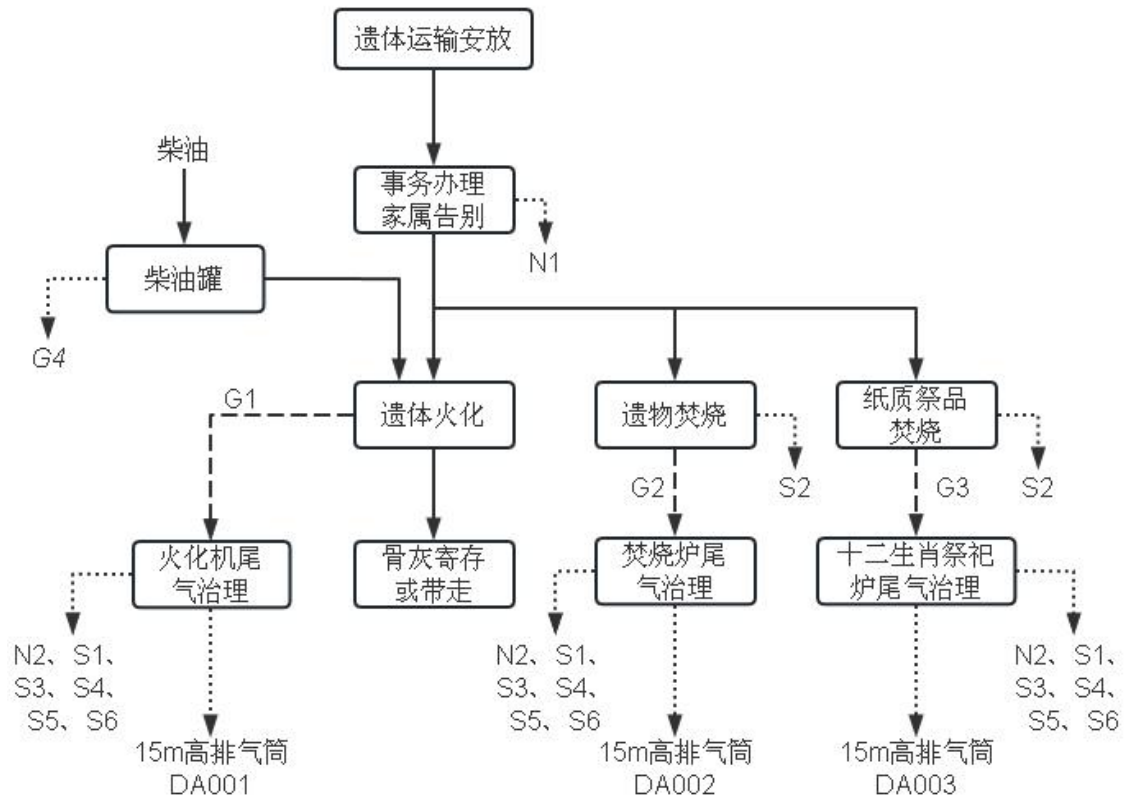 遗体运输安放
柴油
事务办理
家属告别
N1
柴油罐
G4
G1
遗体火化
遗物焚烧
纸质祭品
焚烧
G2
S2
G3
S2
火化机尾
气治理
骨灰寄存
或带走
焚烧炉尾
气治理
十二生肖祭祀
炉尾气治理
N2、S1、
S3、S4、
S5、S6
N2、S1、
S3、S4、
S5、S6
N2、S1、
S3、S4、
S5、S6
15m高排气筒
DA001
15m高排气筒
DA002
15m高排气筒
DA003